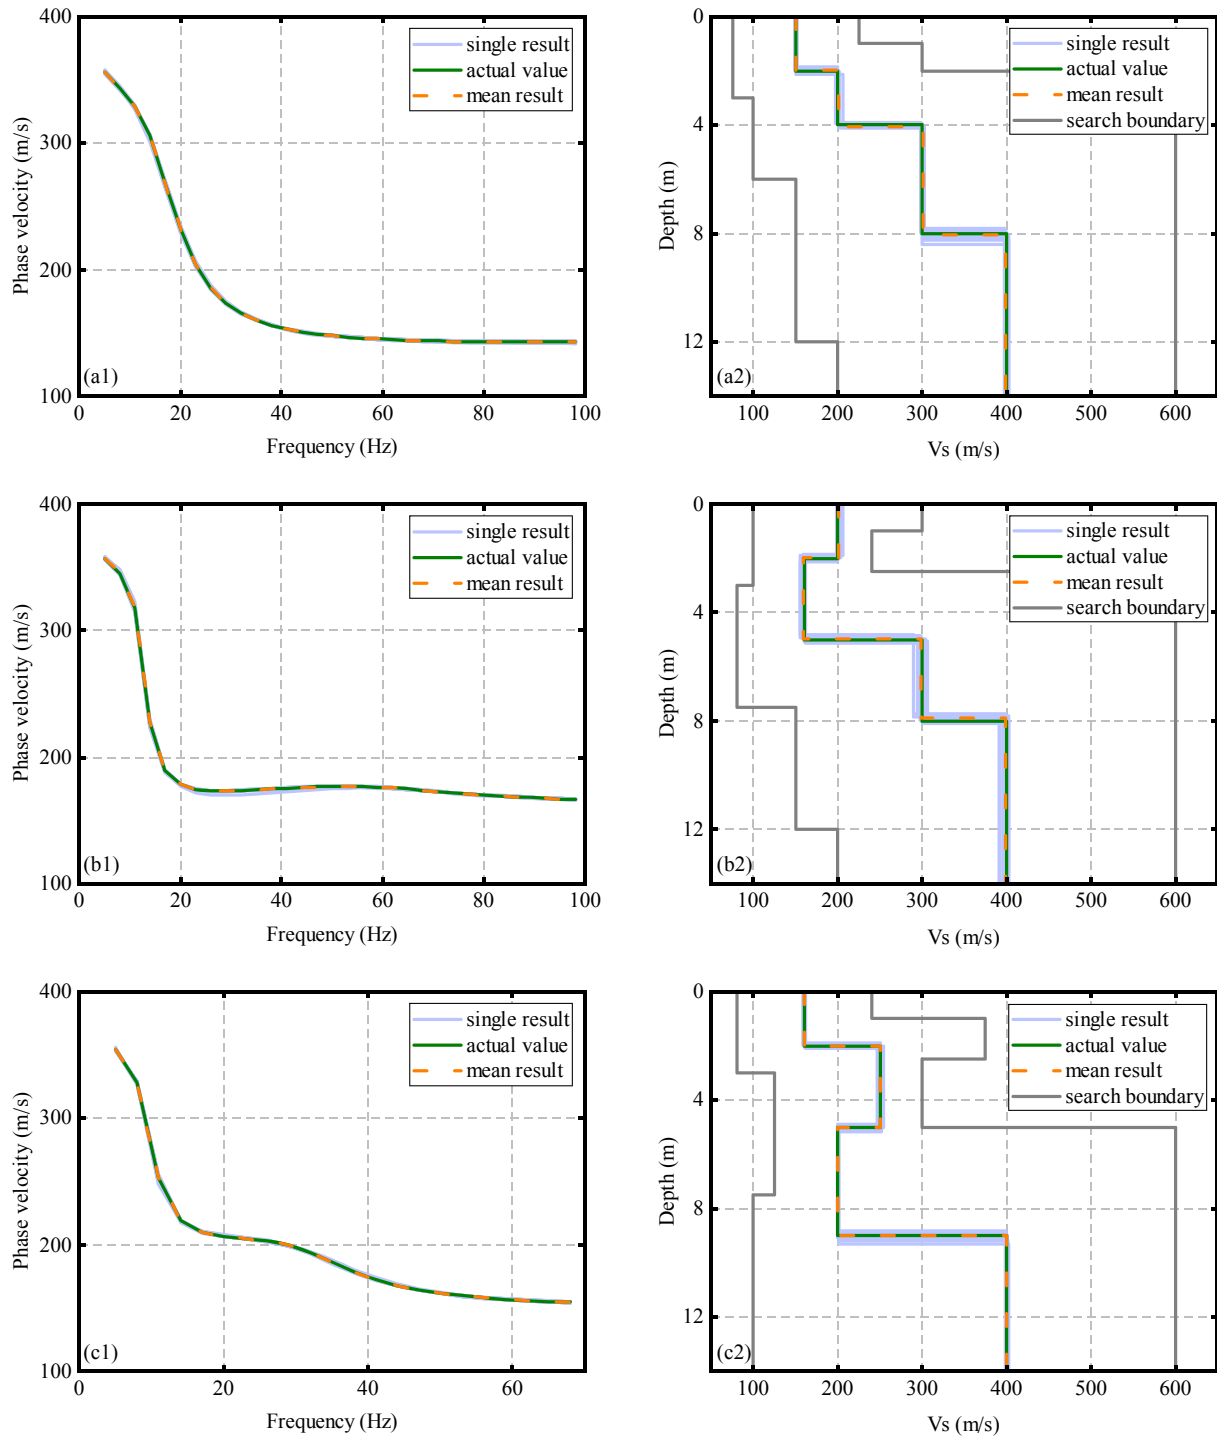 400
300
200
100
Phase velocity (m/s)
single result
actual value
mean result
(a1)
0 20 40 60 80 100
Frequency (Hz)
0
4
8
12
Depth (m)
single result
actual value
mean result
search boundary
(a2)
100 200 300 400 500 600
Vs (m/s)
400
300
200
100
Phase velocity (m/s)
single result
actual value
mean result
(b1)
0 20 40 60 80 100
Frequency (Hz)
0
4
8
12
Depth (m)
single result
actual value
mean result
search boundary
(b2)
100 200 300 400 500 600
Vs (m/s)
400
300
200
100
Phase velocity (m/s)
single result
actual value
mean result
(c1)
0 20 40 60
Frequency (Hz)
0
4
8
12
Depth (m)
single result
actual value
mean result
search boundary
(c2)
100 200 300 400 500 600
Vs (m/s)